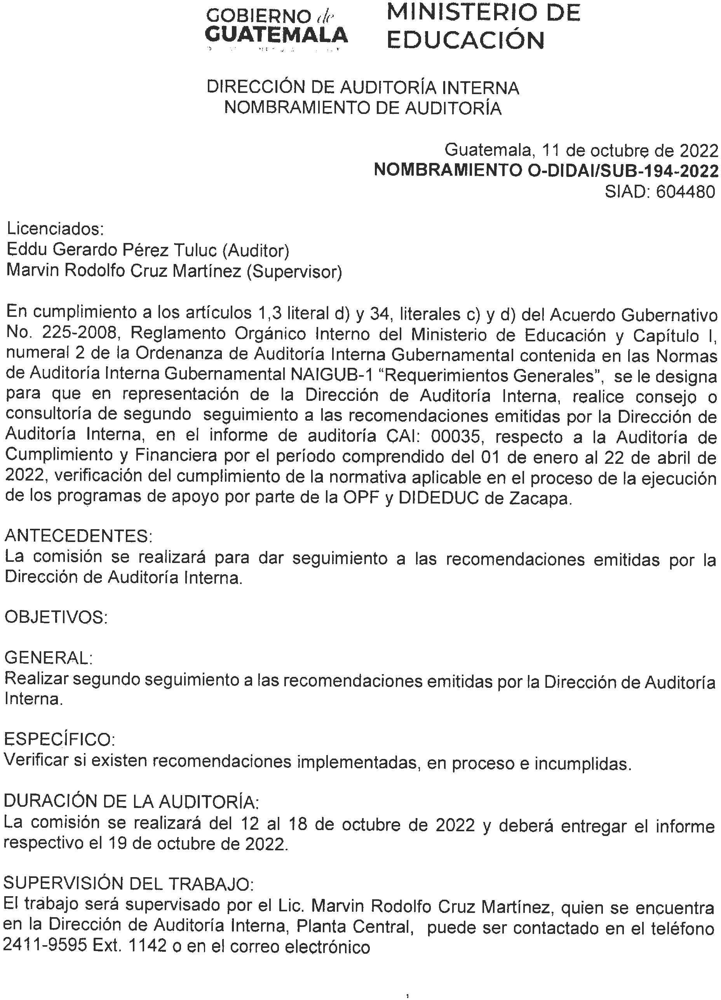 GOBIERNO de
GUATEMALA
MINISTERIO DE
EDUCACIÓN
DIRECCIÓN DE AUDITORÍA INTERNA
NOMBRAMIENTO DE AUDITORÍA
Guatemala, 11 de octubre de 2022
NOMBRAMIENTO O-DIDAI/SUB-194-2022
SIAD: 604480
Licenciados:
Eddu Gerardo Pérez Tuluc (Auditor)
Marvin Rodolfo Cruz Martínez (Supervisor)
En cumplimiento a los artículos 1,3 literal d) y 34, literales c) y d) del Acuerdo Gubernativo
No. 225-2008, Reglamento Orgánico Interno del Ministerio de Educación y Capítulo I,
numeral 2 de la Ordenanza de Auditoría Interna Gubernamental contenida en las Normas
de Auditoría Interna Gubernamental NAIGUB-1 “Requerimientos Generales”, se le designa
para que en representación de la Dirección de Auditoría Interna, realice consejo o
consultoría de segundo seguimiento a las recomendaciones emitidas por la Dirección de
Auditoría Interna, en el informe de auditoría CAI: 00035, respecto a la Auditoría de
Cumplimiento y Financiera por el período comprendido del 01 de enero al 22 de abril de
2022, verificación del cumplimiento de la normativa aplicable en el proceso de la ejecución
de los programas de apoyo por parte de la OPF y DIDEDUC de Zacapa.
ANTECEDENTES:
La comisión se realizará para dar seguimiento a las recomendaciones emitidas por la
Dirección de Auditoría Interna.
OBJETIVOS:
GENERAL:
Realizar segundo seguimiento a las recomendaciones emitidas por la Dirección de Auditoría
Interna.
ESPECÍFICO:
Verificar si existen recomendaciones implementadas, en proceso e incumplidas.
DURACIÓN DE LA AUDITORÍA:
La comisión se realizará del 12 al 18 de octubre de 2022 y deberá entregar el informe
respectivo el 19 de octubre de 2022.
SUPERVISIÓN DEL TRABAJO:
El trabajo será supervisado por el Lic. Marvin Rodolfo Cruz Martínez, quien se encuentra
en la Dirección de Auditoría Interna, Planta Central, puede ser contactado en el teléfono
2411-9595 Ext. 1142 o en el correo electrónico